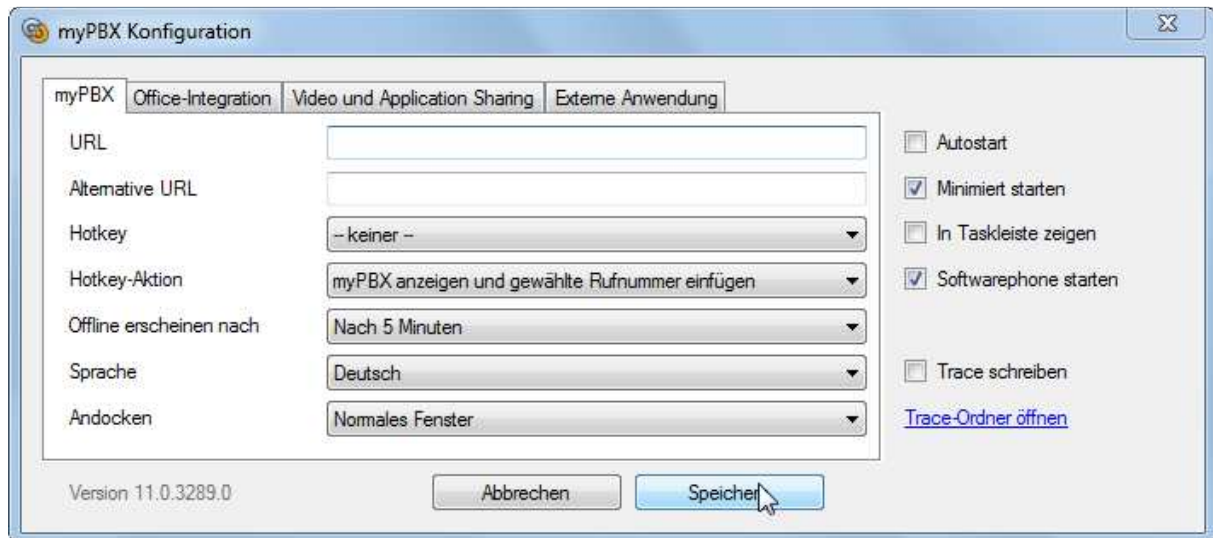 myPBX Konfiguration
myPBX Office-Integration Video und Application Sharing Externe Anwendung
URL Autostart
Alternative URL Minimiert starten
Hotkey -- keiner -- In Taskleiste zeigen
Hotkey-Aktion myPBX anzeigen und gewählte Rufnummer einfügen Softwarephone starten
Offline erscheinen nach Nach 5 Minuten
Sprache Deutsch Trace schreiben
Andocken Normales Fenster Trace-Ordner öffnen
Version 11.0.3289.0 Abbrechen Speichern